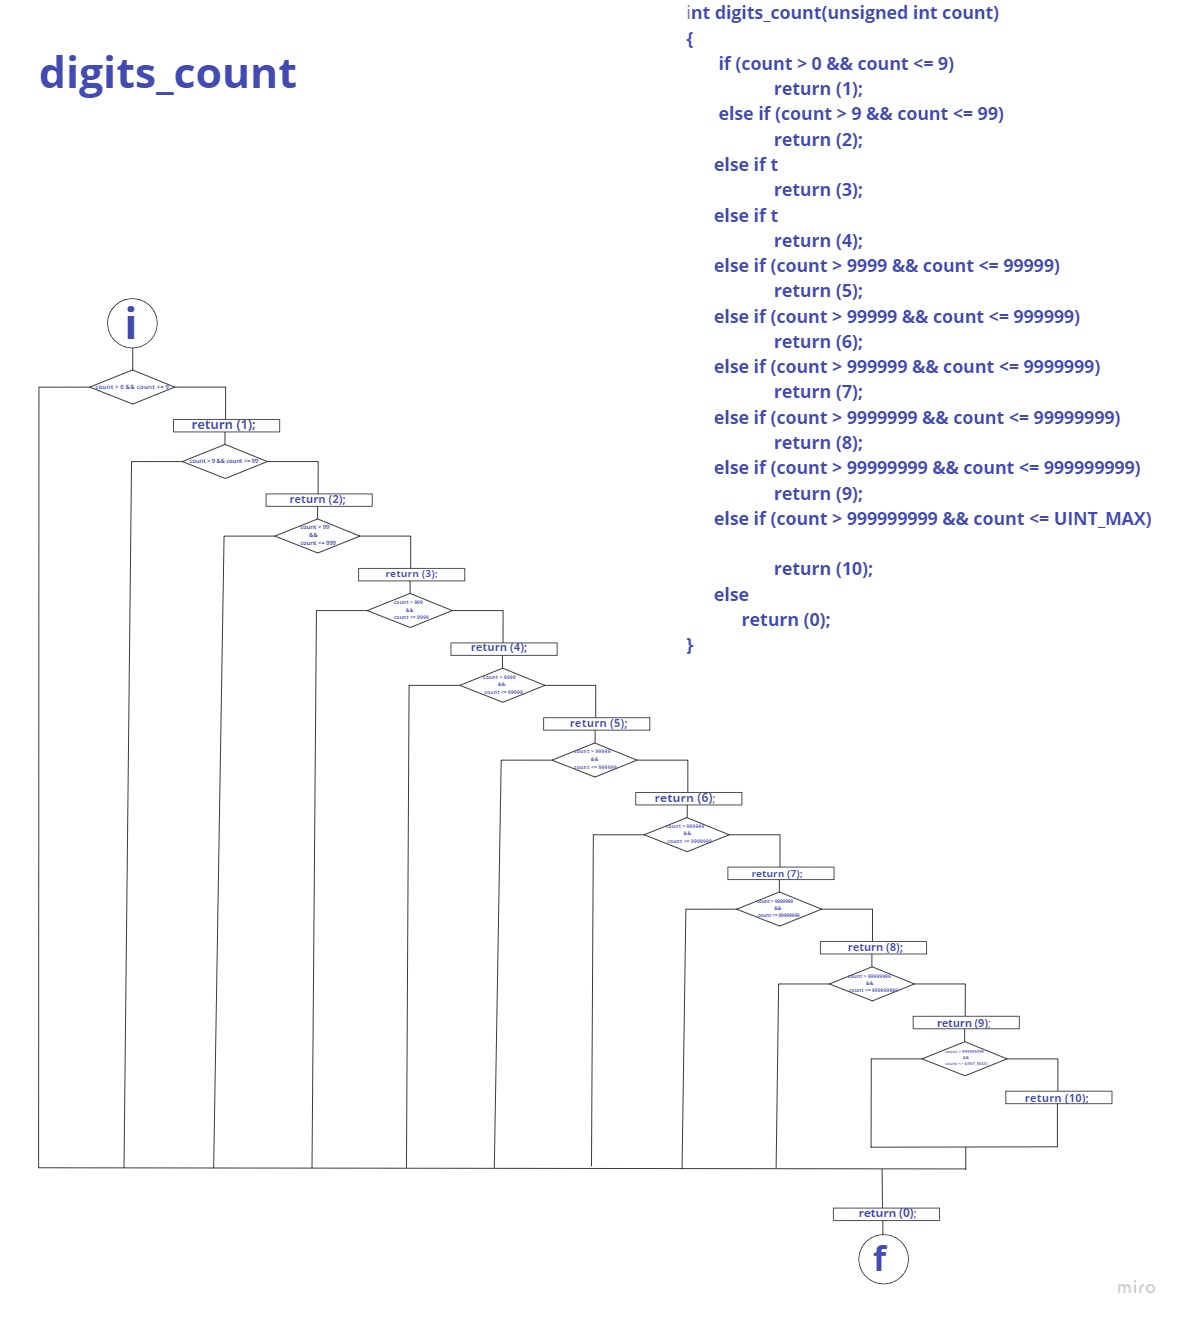 digits_count
int digits_count(unsigned int count)
{
if (count > 0 && count <= 9)
return (1);
else if (count > 9 && count <= 99)
return (2);
else if t
return (3);
else if t
return (4);
else if (count > 9999 && count <= 99999)
return (5);
else if (count > 99999 && count <= 999999)
return (6);
else if (count > 999999 && count <= 9999999)
return (7);
else if (count > 9999999 && count <= 99999999)
return (8);
else if (count > 99999999 && count <= 999999999)
return (9);
else if (count > 999999999 && count <= UINT_MAX)
return (10);
else
return (0);
}
i
count > 0 && count <= 9
return (1);
count > 9 && count <= 99
return (2);
count > 99
&&
count <= 999
return (3);
count > 999
&&
count <= 9999
return (4);
count > 9999
&&
count <= 99999
return (5);
count > 99999
&&
count <= 999999
return (6);
count > 999999
&&
count <= 9999999
return (7);
count > 9999999
&&
count <= 99999999
return (8);
count > 99999999
&&
count <= 999999999
return (9);
count > 999999999
&&
count <= UINT_MAX)
return (10);
return (0);
f
miro